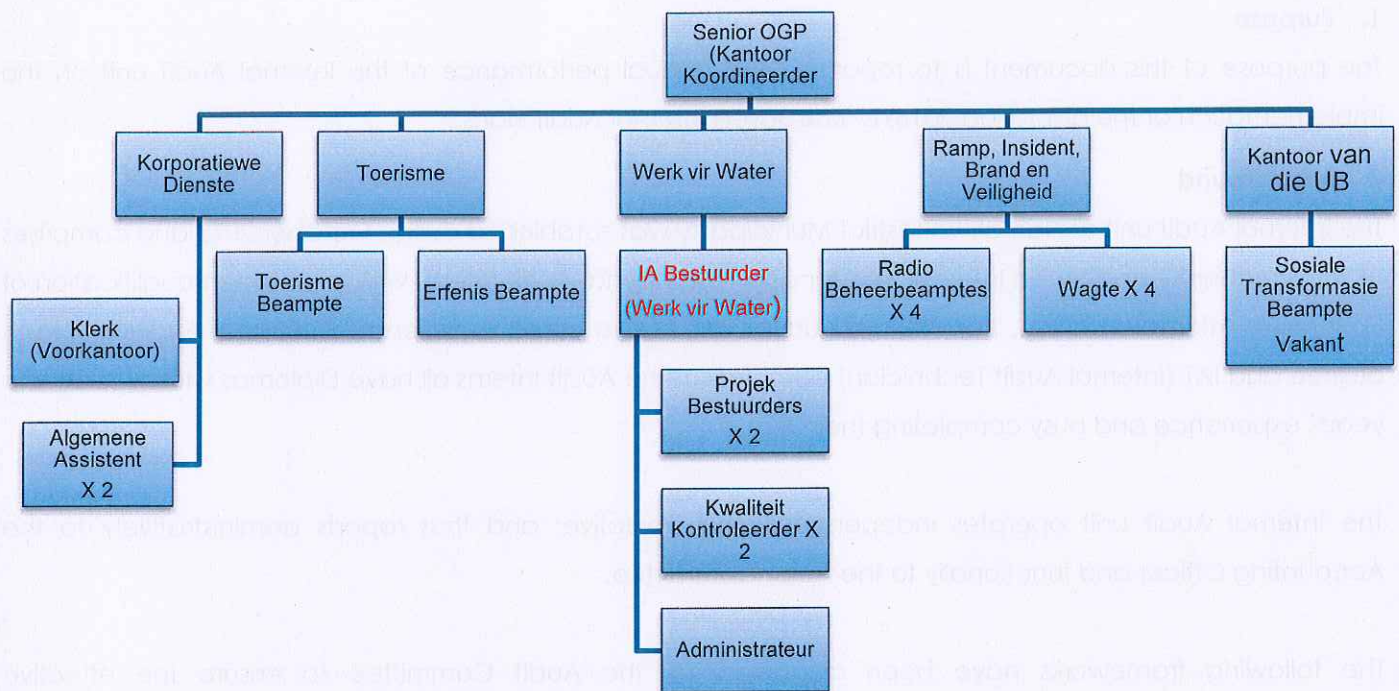 Senior OGP
(Kantoor
Koordineerder
Korporatiewe
Dienste
Toerisme
Werk vir Water
Ramp, Insident,
Brand en
Veiligheid
Kantoor van
die UB
Klerk
(Voorkantoor)
Algemene
Assistent
X 2
Toerisme
Beampte
Erfenis Beampte
IA Bestuurder
(Werk vir Water)
Projek
Bestuurders
X 2
Kwaliteit
Kontroleerder X
2
Administrateur
Radio
Beheerbeamptes
X 4
Wagte X 4
Sosiale
Transformasie
Beampte
Vakant